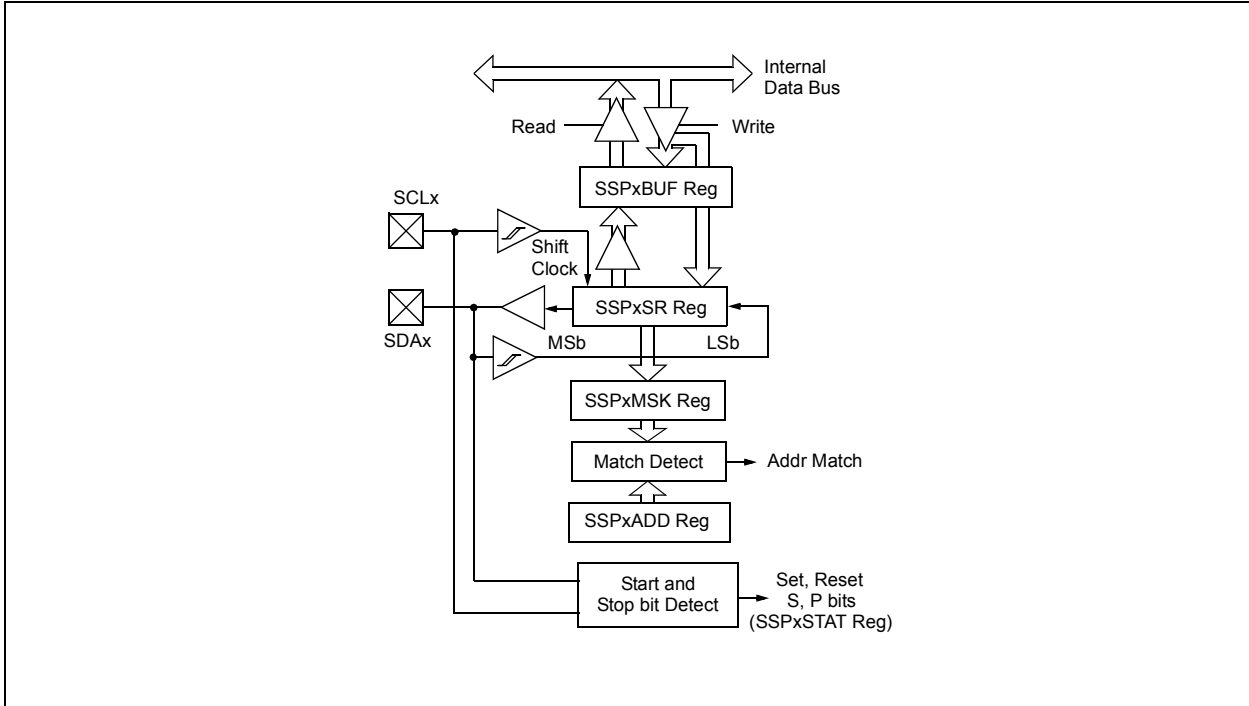 Internal
Data Bus
Read
Write
SSPxBUF Reg
SCLx
Shift
Clock
SSPxSR Reg
SDAx
MSb
LSb
SSPxMSK Reg
Match Detect
Addr Match
SSPxADD Reg
Start and
Stop bit Detect
Set, Reset
S, P bits
(SSPxSTAT Reg)